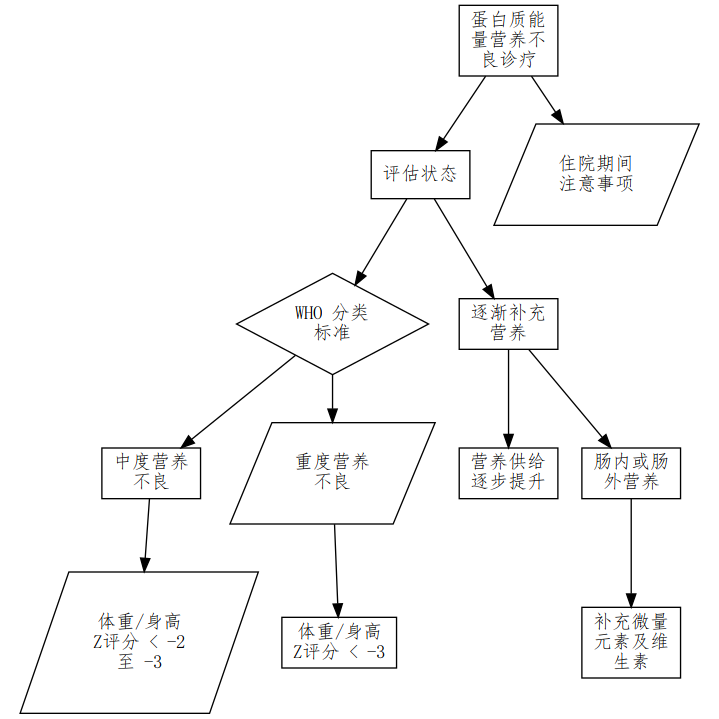 蛋白质能
量营养不
良诊疗
评估状态
住院期间
注意事项
WHO 分类
标准
逐渐补充
营养
中度营养
不良
重度营养
不良
营养供给
逐步提升
肠内或肠
外营养
体重/身高
Z评分 < -2
至 -3
体重/身高
Z评分 < -3
补充微量
元素及维
生素